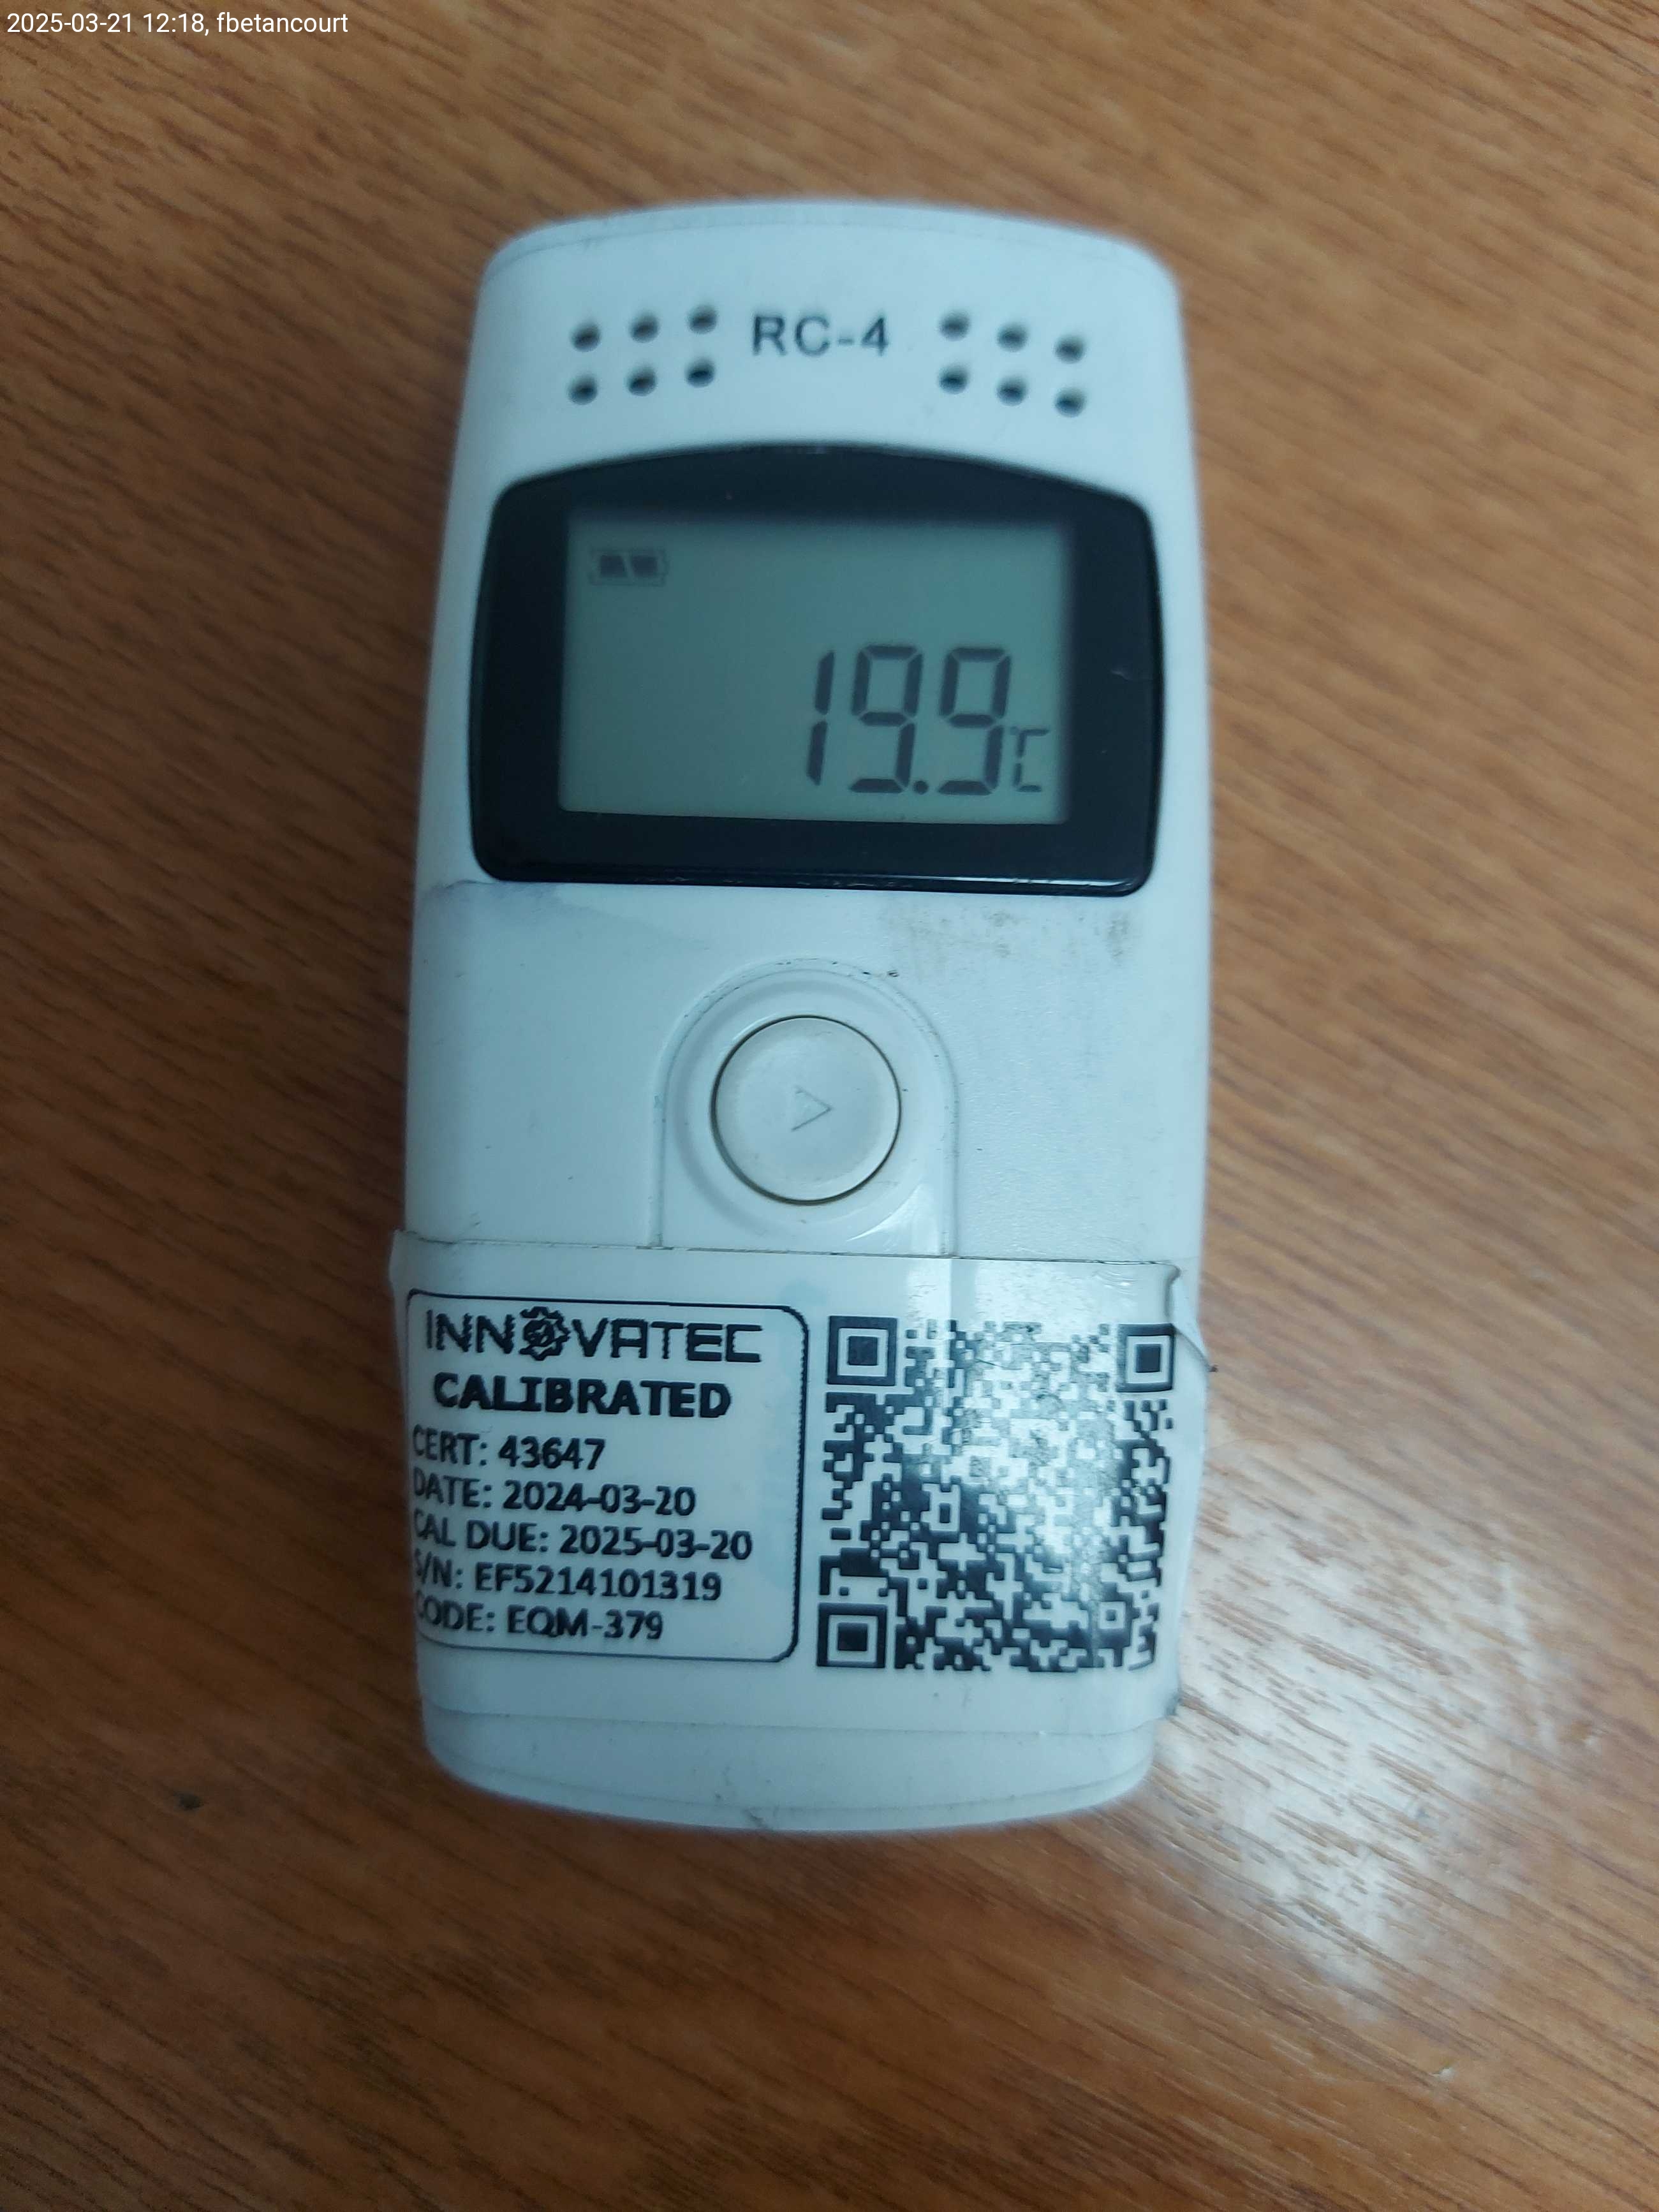 2025-03-21 12:18, fbetancourt
RC-4
19.9℃
INNOVATEC
CALIBRATED
CERT: 43647
DATE: 2024-03-20
CAL DUE: 2025-03-20
S/N: EF5214101319
CODE: EQM-379